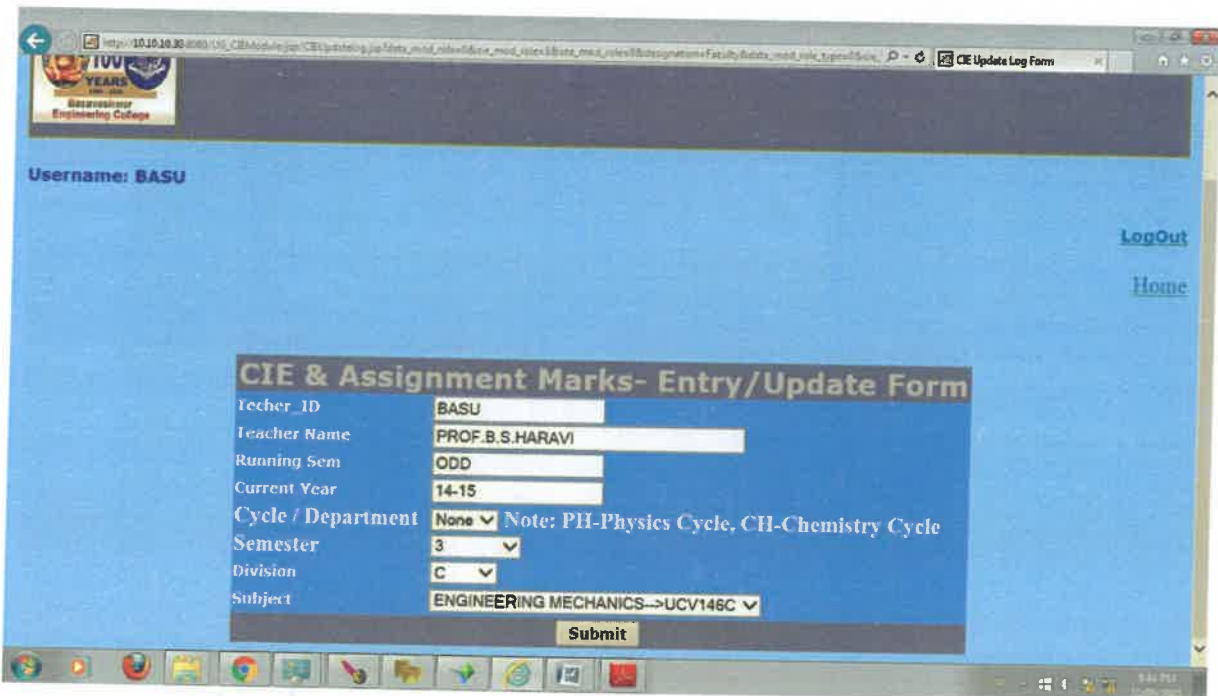 CIE Update Log Form
100
YEARS
Basaveshwar
Engineering College
Username: BASU
LogOut
Home
CIE & Assignment Marks- Entry/Update Form
Techer_ID BASU
Teacher Name PROF.B.S.HARAVI
Running Sem ODD
Current Year 14-15
Cycle / Department None Note: PH-Physics Cycle, CH-Chemistry Cycle
Semester 3
Division C
Subject ENGINEERING MECHANICS-->UCV146C
Submit